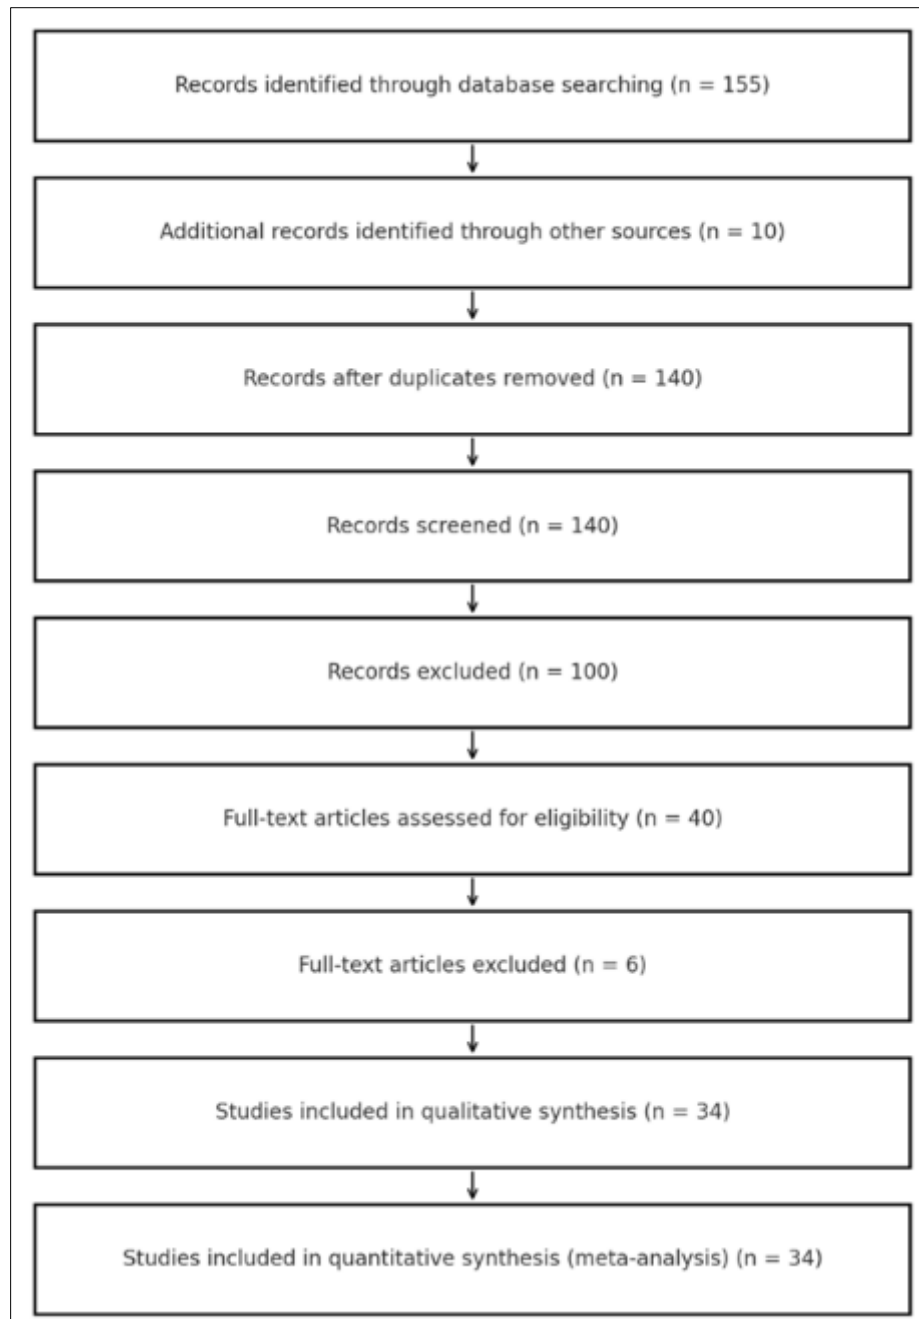 Records identified through database searching (n = 155)
Additional records identified through other sources (n = 10)
Records after duplicates removed (n = 140)
Records screened (n = 140)
Records excluded (n = 100)
Full-text articles assessed for eligibility (n = 40)
Full-text articles excluded (n = 6)
Studies included in qualitative synthesis (n = 34)
Studies included in quantitative synthesis (meta-analysis) (n = 34)